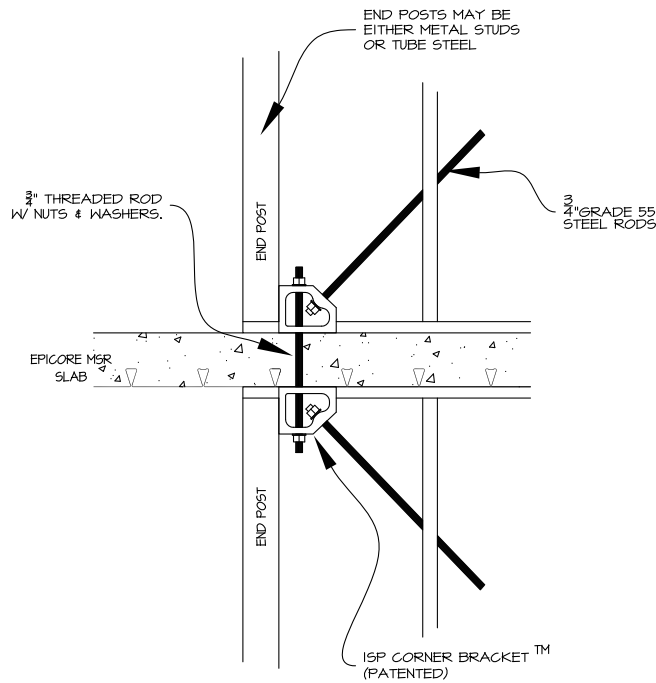 END POSTS MAY BE
EITHER METAL STUDS
OR TUBE STEEL
3/4" THREADED ROD
W/ NUTS & WASHERS.
END POST
3/4" GRADE 55
STEEL RODS
EPICORE MSR
SLAB
END POST
ISP CORNER BRACKET ™
(PATENTED)